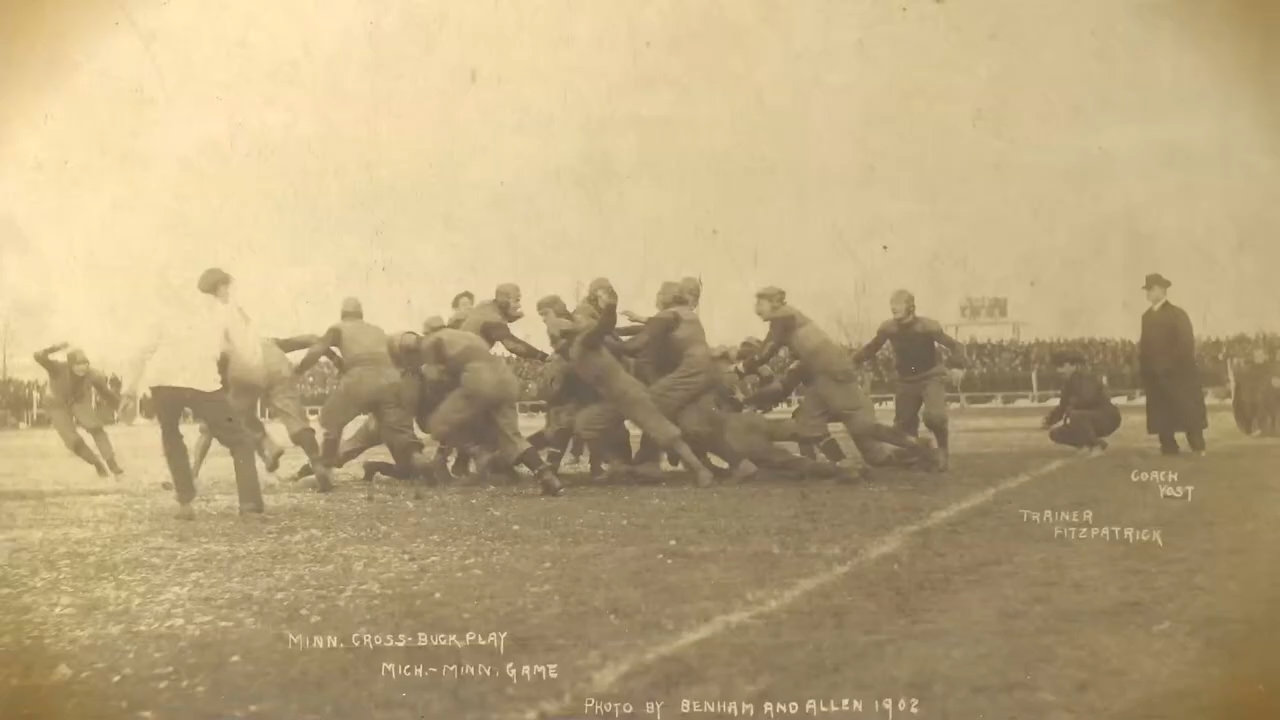 COACH
YOST
TRAINER
FITZPATRICK
MINN. CROSS-BUCK PLAY
MICH.-MINN. GAME
PHOTO BY BENHAM AND ALLEN 1902